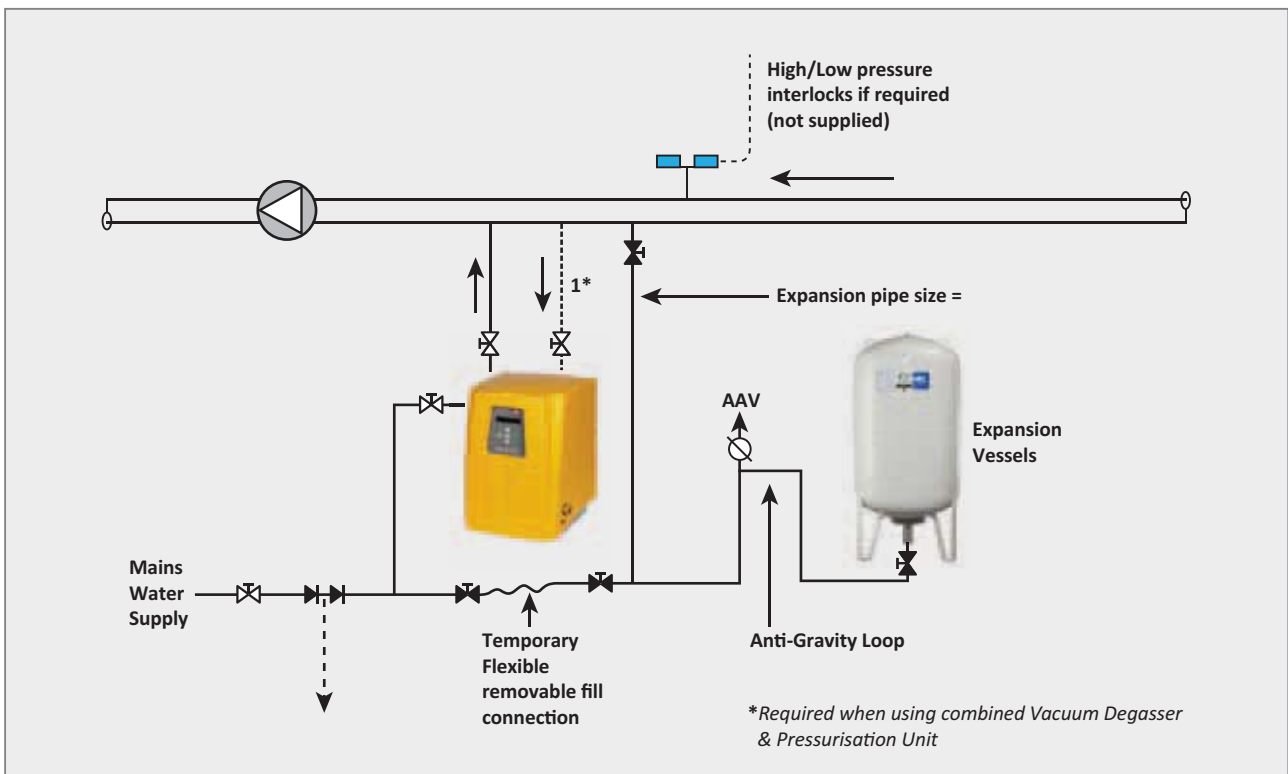 High/Low pressure
interlocks if required
(not supplied)
1*
Expansion pipe size =
AAV
Expansion
Vessels
Mains
Water
Supply
Temporary
Flexible
removable fill
connection
Anti-Gravity Loop
*Required when using combined Vacuum Degasser
& Pressurisation Unit